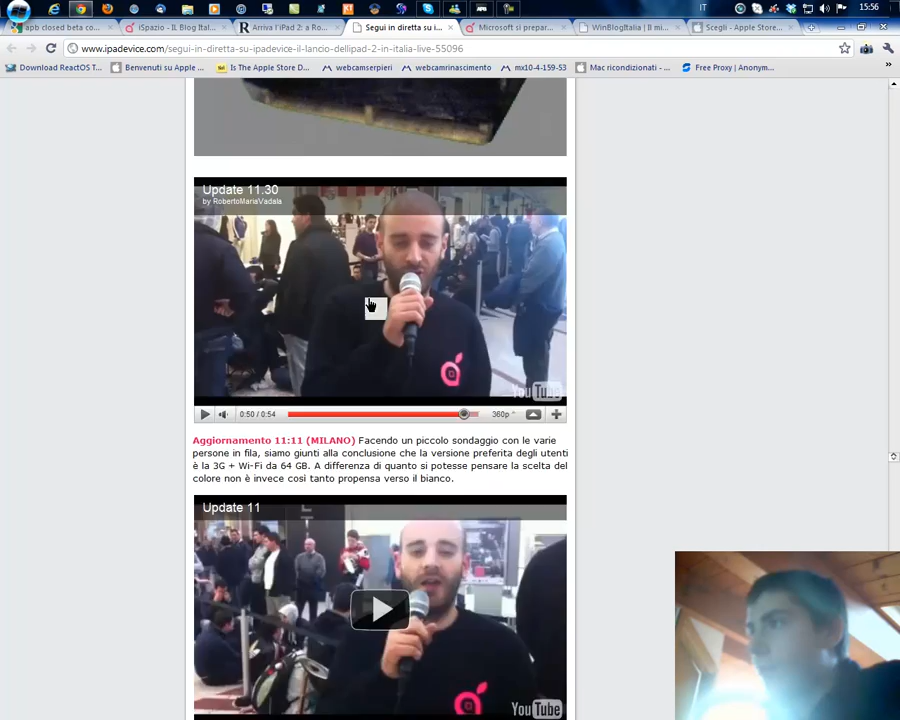 IT
15:56
apb closed beta co...
iSpazio - IL Blog Ital...
Arriva l'iPad 2: a Ro...
Segui in diretta su i...
Microsoft si prepar...
WinBlogItalia | Il mi...
Scegli - Apple Store...
www.ipadevice.com/segui-in-diretta-su-ipadevice-il-lancio-dellipad-2-in-italia-live-55096
Download ReactOS T...
Benvenuti su Apple ...
Is The Apple Store D...
webcamserpieri
webcamrinascimento
mx10-4-159-53
Mac ricondizionati - ...
Free Proxy | Anonym...
»
Update 11.30
by RobertoMariaVadala
YouTube
0:50 / 0:54
360p
Aggiornamento 11:11 (MILANO) Facendo un piccolo sondaggio con le varie
persone in fila, siamo giunti alla conclusione che la versione preferita degli utenti
è la 3G + Wi-Fi da 64 GB. A differenza di quanto si potesse pensare la scelta del
colore non è invece così tanto propensa verso il bianco.
Update 11
YouTube